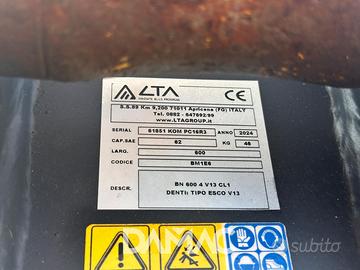 LTA
CE
S.S.89 Km 9,200 71011 Apricena (FG) ITALY
Tel. 0882 - 647692/99
www.LTAGROUP.it
SERIAL 61851 KOM PC16R3 ANNO 2024
CAP.SAE 62 KG 48
LARG. 600
CODICE BM1E6
DESCR. BN 600 4 V13 CL1
DENTI: TIPO ESCO V13
subito